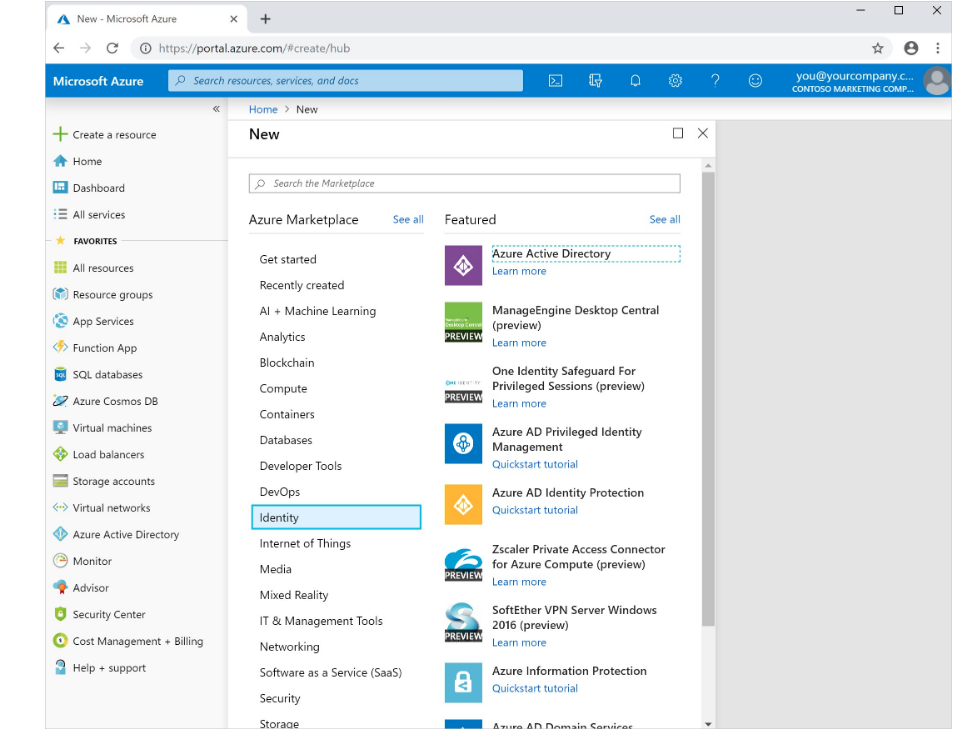 New - Microsoft Azure
https://portal.azure.com/#create/hub
Microsoft Azure
Search resources, services, and docs
you@yourcompany.c...
CONTOSO MARKETING COMP...
Home > New
Create a resource
Home
Dashboard
All services
FAVORITES
All resources
Resource groups
App Services
Function App
SQL databases
Azure Cosmos DB
Virtual machines
Load balancers
Storage accounts
Virtual networks
Azure Active Directory
Monitor
Advisor
Security Center
Cost Management + Billing
Help + support
New
Search the Marketplace
Azure Marketplace
See all
Get started
Recently created
AI + Machine Learning
Analytics
Blockchain
Compute
Containers
Databases
Developer Tools
DevOps
Identity
Internet of Things
Media
Mixed Reality
IT & Management Tools
Networking
Software as a Service (SaaS)
Security
Storage
Featured
See all
Azure Active Directory
Learn more
PREVIEW
ManageEngine Desktop Central
(preview)
Learn more
ONE IDENTITY
PREVIEW
One Identity Safeguard For
Privileged Sessions (preview)
Learn more
Azure AD Privileged Identity
Management
Quickstart tutorial
Azure AD Identity Protection
Quickstart tutorial
PREVIEW
Zscaler Private Access Connector
for Azure Compute (preview)
Learn more
PREVIEW
SoftEther VPN Server Windows
2016 (preview)
Learn more
Azure Information Protection
Quickstart tutorial
Azure AD Domain Services